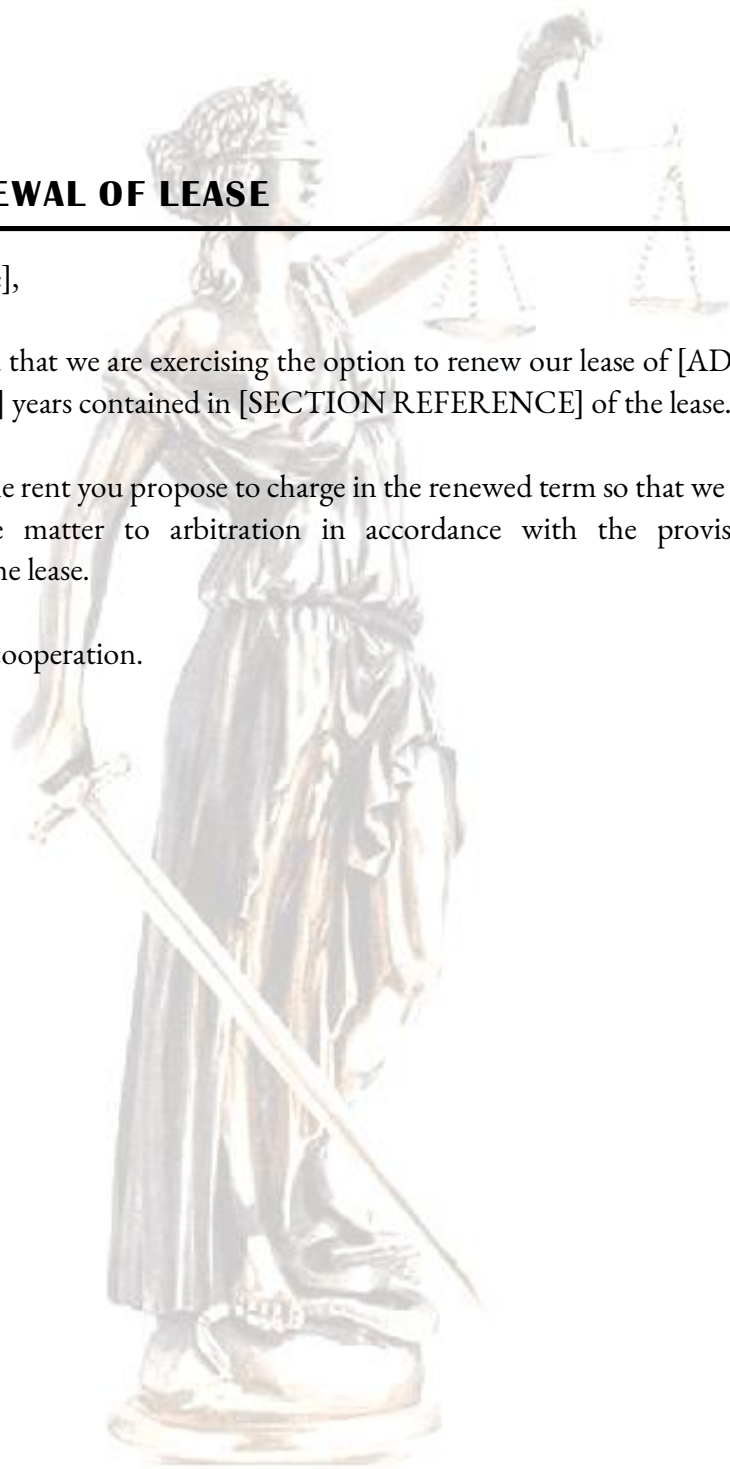 EWAL OF LEASE
e],
that we are exercising the option to renew our lease of [AD
] years contained in [SECTION REFERENCE] of the lease.
e rent you propose to charge in the renewed term so that we
e matter to arbitration in accordance with the provis
he lease.
cooperation.